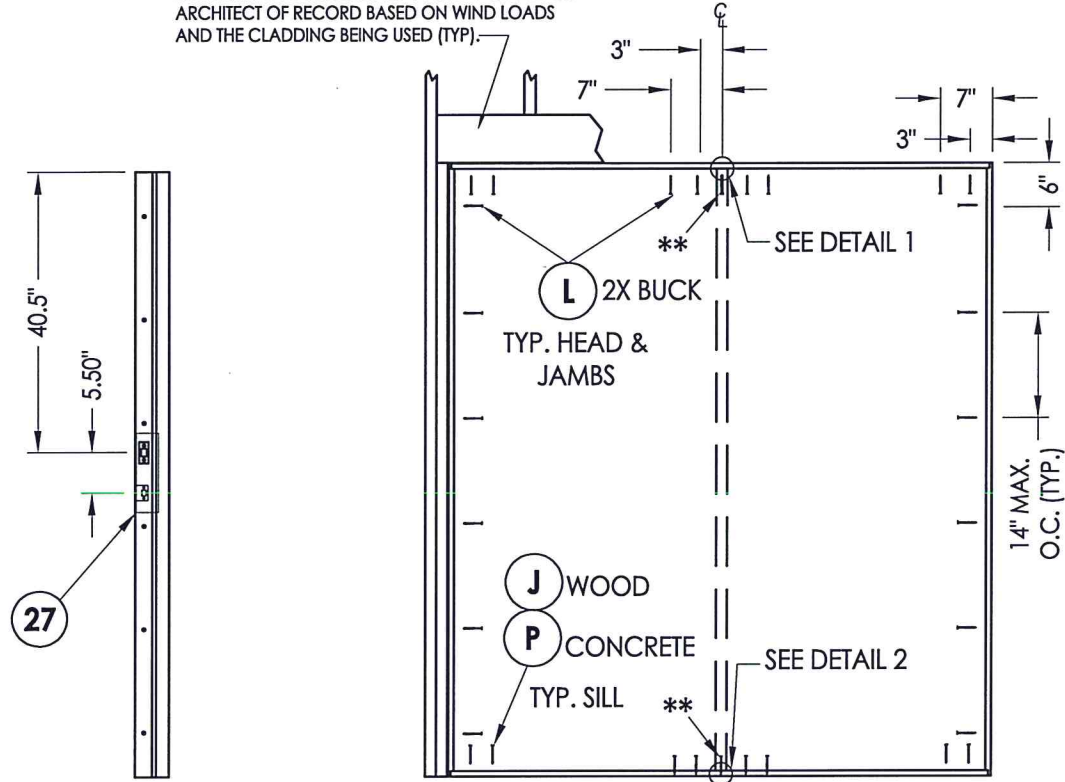 ARCHITECT OF RECORD BASED ON WIND LOADS
AND THE CLADDING BEING USED (TYP).
℄
3"
7"
7"
3"
6"
40.5"
5.50"
**
SEE DETAIL 1
L 2X BUCK
TYP. HEAD &
JAMBS
14" MAX.
O.C. (TYP.)
J WOOD
P CONCRETE
TYP. SILL
27
SEE DETAIL 2
**